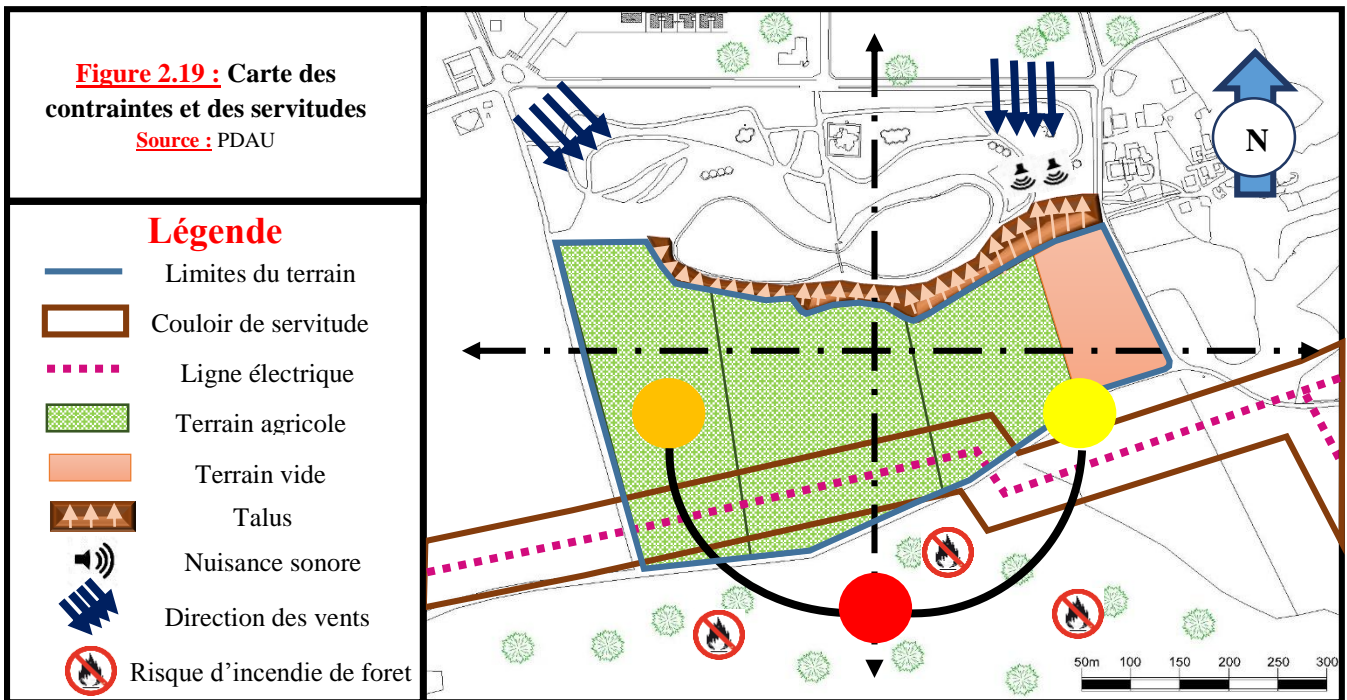 Figure 2.19 : Carte des
contraintes et des servitudes
Source : PDAU
Légende
Limites du terrain
Couloir de servitude
Ligne électrique
Terrain agricole
Terrain vide
Talus
Nuisance sonore
Direction des vents
Risque d'incendie de foret
N
50m 100 150 200 250 300